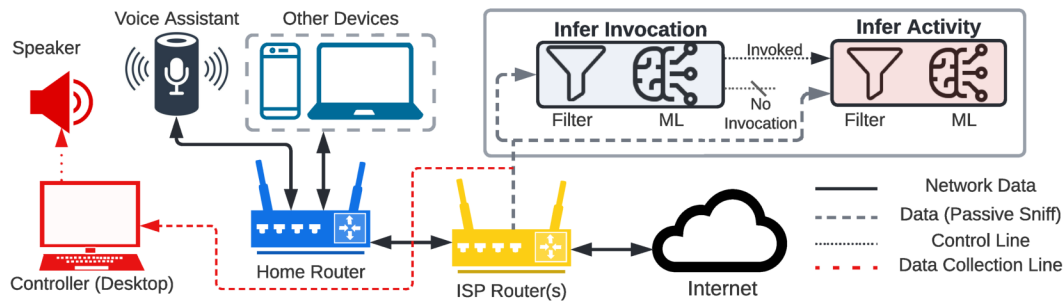 Speaker
Voice Assistant
Other Devices
Infer Invocation
Infer Activity
Invoked
No
Invocation
Filter
ML
Filter
ML
Controller (Desktop)
Home Router
ISP Router(s)
Internet
Network Data
Data (Passive Sniff)
Control Line
Data Collection Line